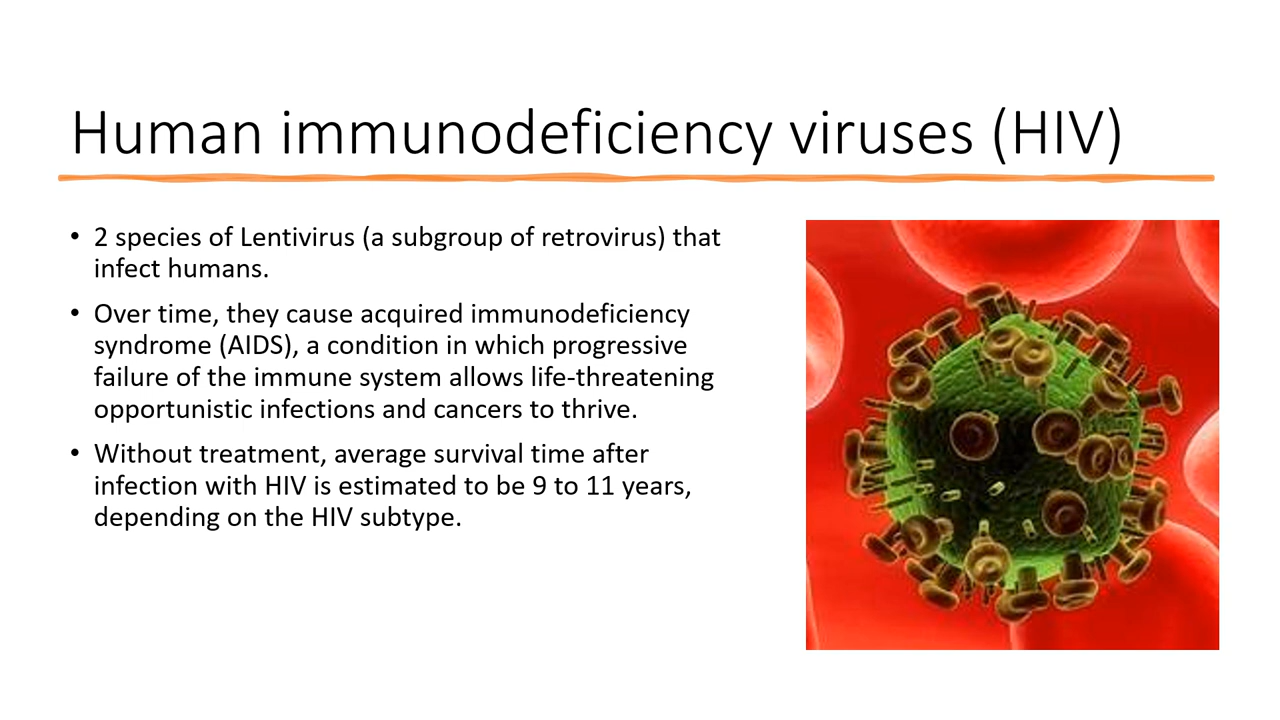 Human immunodeficiency viruses (HIV)
• 2 species of Lentivirus (a subgroup of retrovirus) that
infect humans.
• Over time, they cause acquired immunodeficiency
syndrome (AIDS), a condition in which progressive
failure of the immune system allows life-threatening
opportunistic infections and cancers to thrive.
• Without treatment, average survival time after
infection with HIV is estimated to be 9 to 11 years,
depending on the HIV subtype.